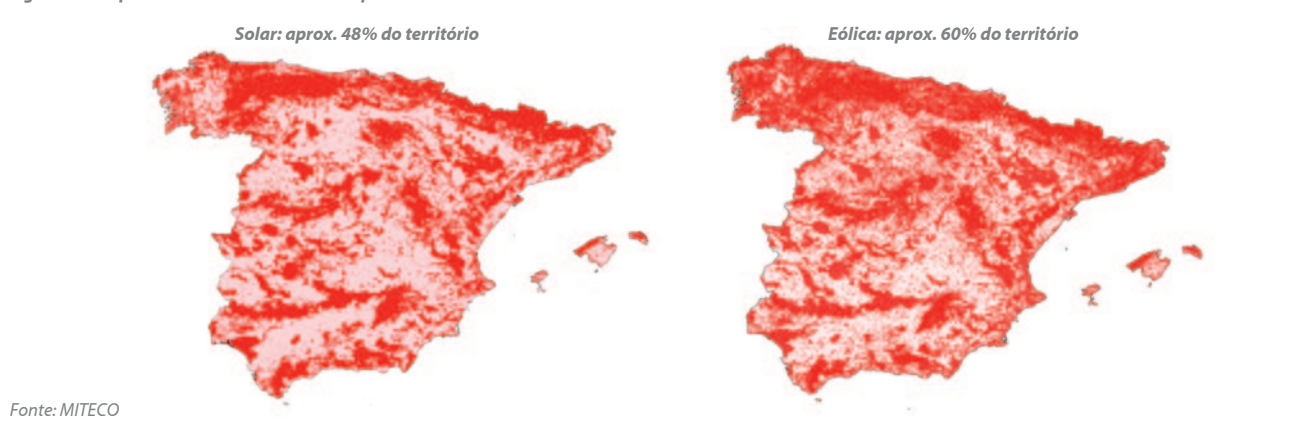 Solar: aprox. 48% do território
Eólica: aprox. 60% do território
Fonte: MITECO